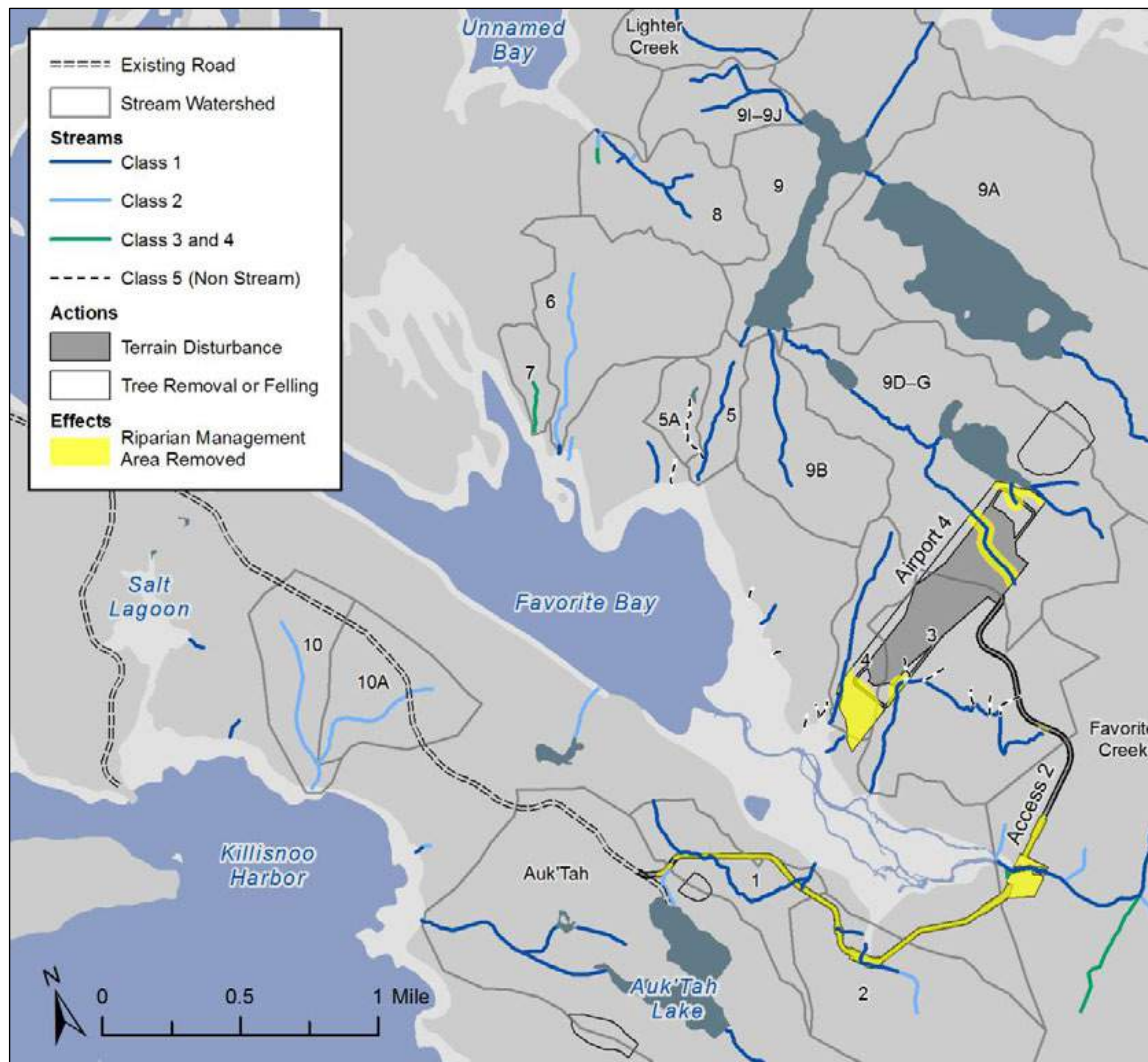 Existing Road
Stream Watershed
Streams
Class 1
Class 2
Class 3 and 4
Class 5 (Non Stream)
Actions
Terrain Disturbance
Tree Removal or Felling
Effects
Riparian Management
Area Removed
Unnamed
Bay
Lighter
Creek
9I–9J
9
9A
8
6
7
5A
5
9B
9D–G
Airport 4
3
4
Salt
Lagoon
Favorite Bay
10
10A
Favorite
Creek
Access 2
Killisnoo
Harbor
Auk'Tah
1
2
Auk'Tah
Lake
N
0 0.5 1 Mile